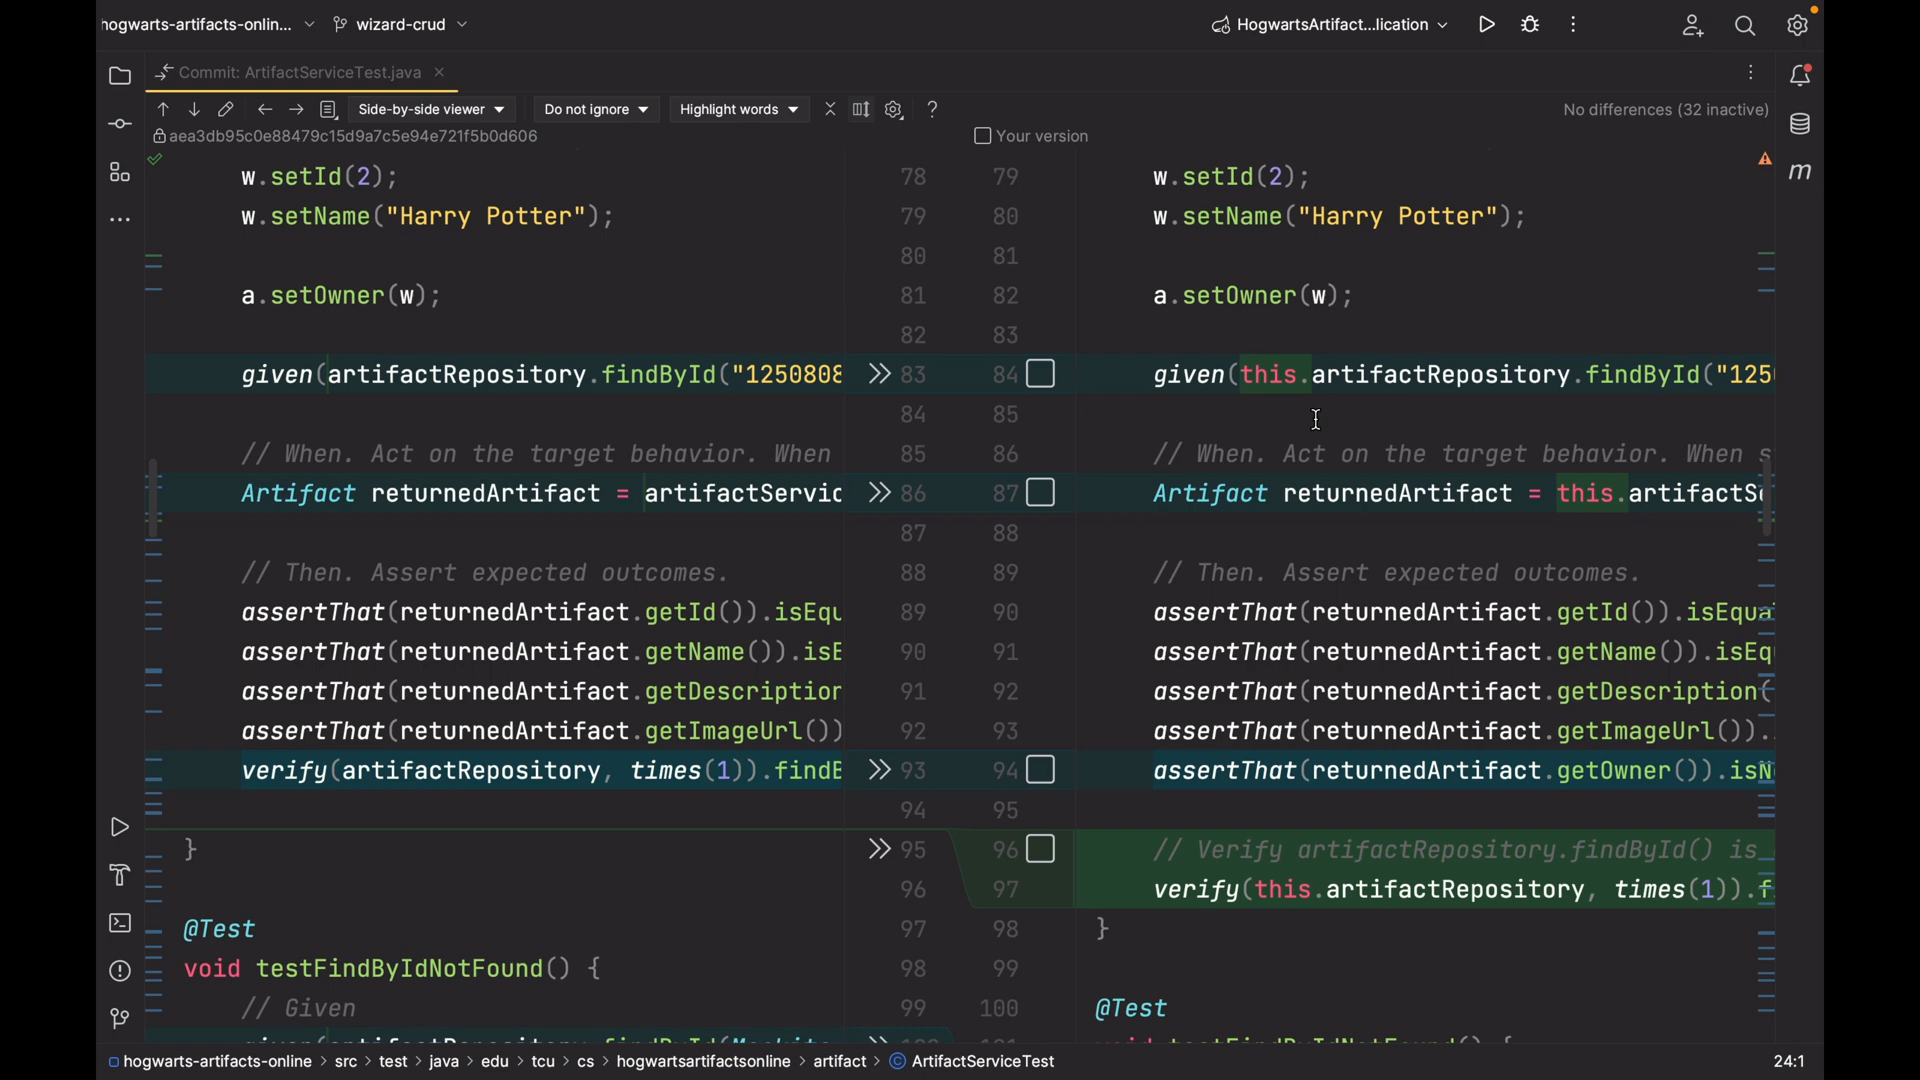 hogwarts-artifacts-onlin... wizard-crud HogwartsArtifact...lication
Commit: ArtifactServiceTest.java
Side-by-side viewer Do not ignore Highlight words ? No differences (32 inactive)
aea3db95c0e88479c15d9a7c5e94e721f5b0d606 Your version
w.setId(2); 78 79 w.setId(2);
w.setName("Harry Potter"); 79 80 w.setName("Harry Potter");
80 81
a.setOwner(w); 81 82 a.setOwner(w);
82 83
given(artifactRepository.findById("1250808 83 84 given(this.artifactRepository.findById("125
84 85
// When. Act on the target behavior. When 85 86 // When. Act on the target behavior. When s
Artifact returnedArtifact = artifactServic 86 87 Artifact returnedArtifact = this.artifactSe
87 88
// Then. Assert expected outcomes. 88 89 // Then. Assert expected outcomes.
assertThat(returnedArtifact.getId()).isEqu 89 90 assertThat(returnedArtifact.getId()).isEqua
assertThat(returnedArtifact.getName()).isE 90 91 assertThat(returnedArtifact.getName()).isEq
assertThat(returnedArtifact.getDescription 91 92 assertThat(returnedArtifact.getDescription(
assertThat(returnedArtifact.getImageUrl()) 92 93 assertThat(returnedArtifact.getImageUrl()).
verify(artifactRepository, times(1)).findB 93 94 assertThat(returnedArtifact.getOwner()).isN
94 95
} 95 96 // Verify artifactRepository.findById() is
96 97 verify(this.artifactRepository, times(1)).f
@Test 97 98 }
void testFindByIdNotFound() { 98 99
// Given 99 100 @Test
given(artifactRepository.findById(Mockito void testFindByIdNotFound() {
hogwarts-artifacts-online > src > test > java > edu > tcu > cs > hogwartsartifactsonline > artifact > ArtifactServiceTest 24:1